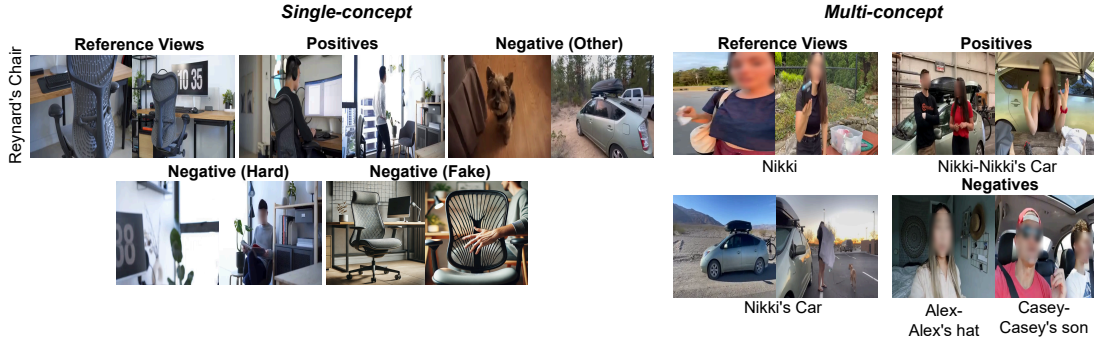 Single-concept
Multi-concept
Reference Views
Positives
Negative (Other)
Reference Views
Positives
Reynard's Chair
10 35
Nikki
Nikki-Nikki's Car
Negative (Hard)
Negative (Fake)
Negatives
38
Nikki's Car
Alex-
Alex's hat
Casey-
Casey's son